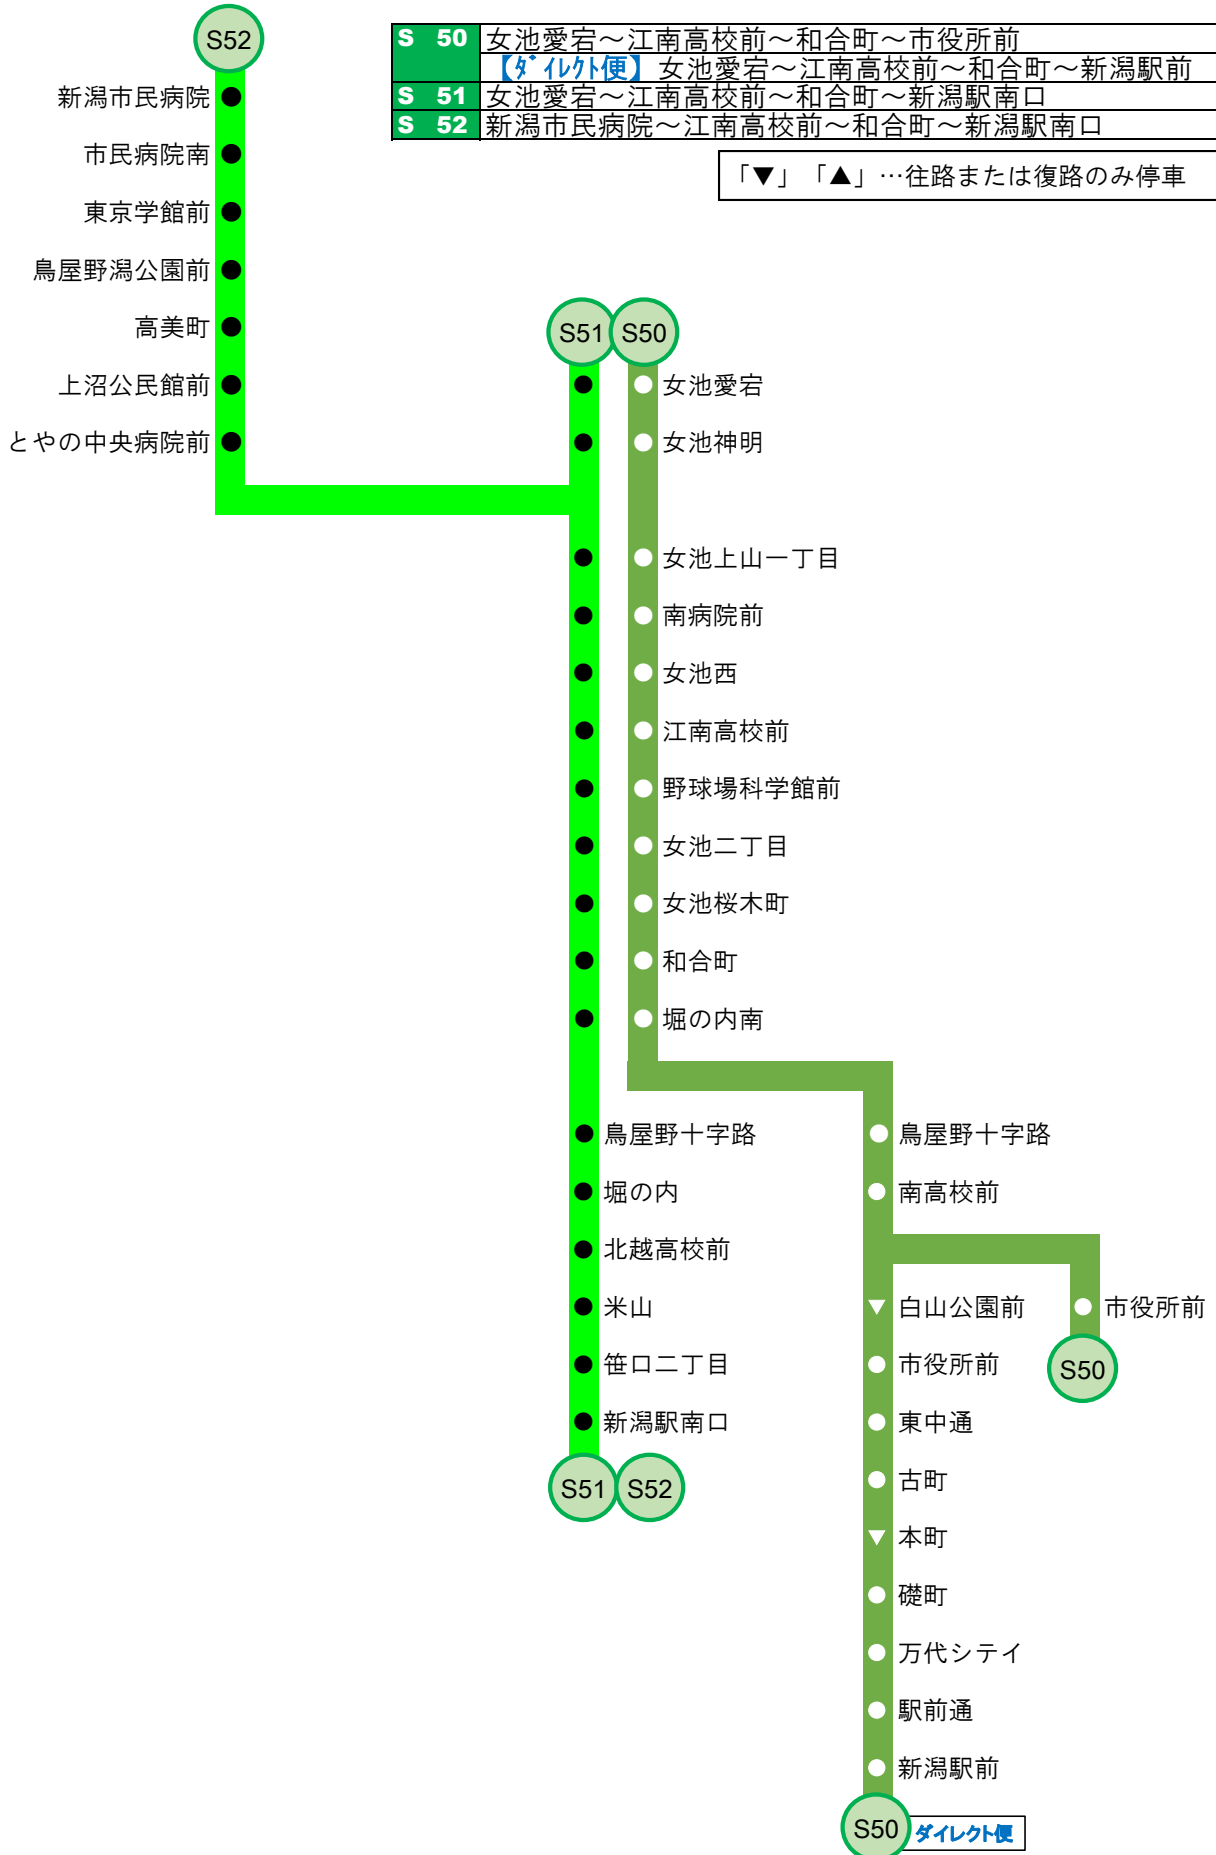 S52
S 50 女池愛宕～江南高校前～和合町～市役所前
【ダイレクト便】 女池愛宕～江南高校前～和合町～新潟駅前
S 51 女池愛宕～江南高校前～和合町～新潟駅南口
S 52 新潟市民病院～江南高校前～和合町～新潟駅南口
「▼」「▲」…往路または復路のみ停車
新潟市民病院
市民病院南
東京学館前
鳥屋野潟公園前
高美町
上沼公民館前
とやの中央病院前
S51
S50
女池愛宕
女池神明
女池上山一丁目
南病院前
女池西
江南高校前
野球場科学館前
女池二丁目
女池桜木町
和合町
堀の内南
鳥屋野十字路
堀の内
北越高校前
米山
笹口二丁目
新潟駅南口
S51
S52
鳥屋野十字路
南高校前
▼ 白山公園前
市役所前
東中通
古町
▼ 本町
礎町
万代シテイ
駅前通
新潟駅前
S50
ダイレクト便
市役所前
S50